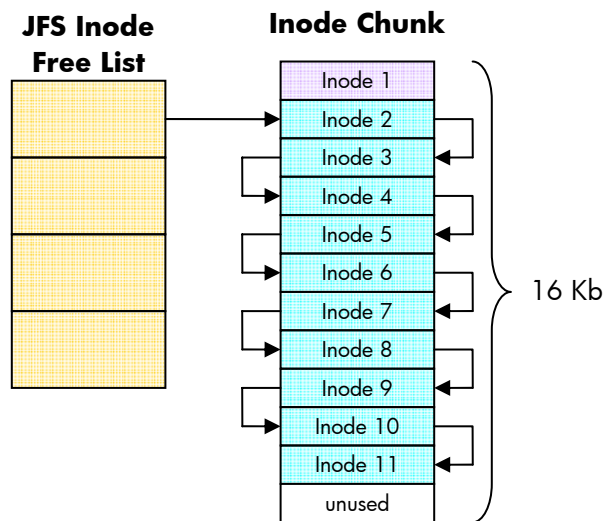 JFS Inode
Free List
Inode Chunk
Inode 1
Inode 2
Inode 3
Inode 4
Inode 5
Inode 6
Inode 7
Inode 8
Inode 9
Inode 10
Inode 11
unused
16 Kb